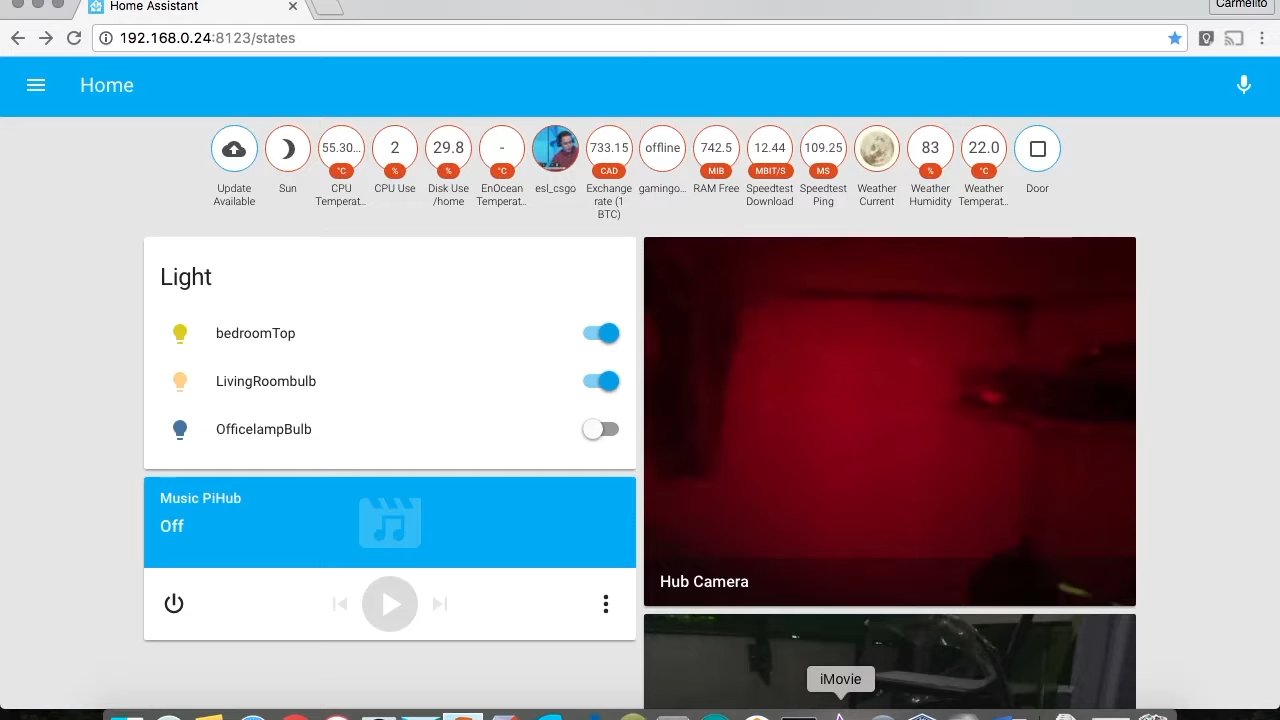 Home Assistant
Carmelito
192.168.0.24:8123/states
Home
55.30...
2
29.8
-
733.15
offline
742.5
12.44
109.25
83
22.0
°C
%
%
°C
CAD
MIB
MBIT/S
MS
%
°C
Update Available
Sun
CPU Temperat..
CPU Use
Disk Use /home
EnOcean Temperat..
esl_csgo
Exchange rate (1 BTC)
gamingo...
RAM Free
Speedtest Download
Speedtest Ping
Weather Current
Weather Humidity
Weather Temperat..
Door
Light
bedroomTop
LivingRoombulb
OfficelampBulb
Music PiHub
Off
Hub Camera
iMovie